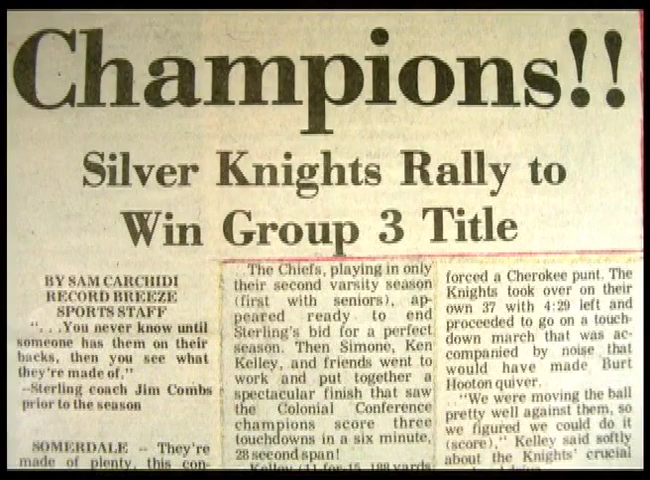 Champions!!
Silver Knights Rally to
Win Group 3 Title
BY SAM CARCHIDI
RECORD BREEZE
SPORTS STAFF
". . .You never know until
someone has them on their
backs, then you see what
they're made of."
--Sterling coach Jim Combs
prior to the season
SOMERDALE -- They're
made of plenty, this con-
The Chiefs, playing in only
their second varsity season
(first with seniors), ap-
peared ready to end
Sterling's bid for a perfect
season. Then Simone, Ken
Kelley, and friends went to
work and put together a
spectacular finish that saw
the Colonial Conference
champions score three
touchdowns in a six minute,
28 second span!
Kelley (11 for 15, 188 yards
forced a Cherokee punt. The
Knights took over on their
own 37 with 4:29 left and
proceeded to go on a touch-
down march that was ac-
companied by noise that
would have made Burt
Hooton quiver.
"We were moving the ball
pretty well against them, so
we figured we could do it
(score)," Kelley said softly
about the Knights' crucial